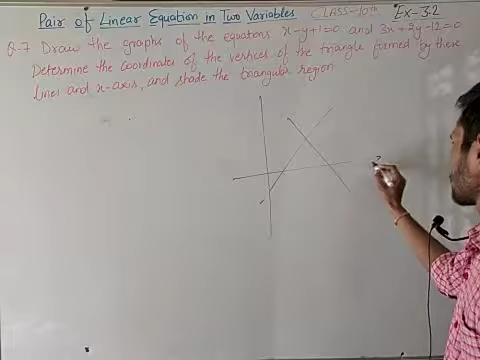 Pair of Linear Equation in Two Variables CLASS-10th Ex-3.2
Q-7 Draw the graphs of the equations x-y+1=0 and 3x+2y-12=0.
Determine the coordinates of the vertices of the triangle formed by these
lines and x-axis, and shade the triangular region